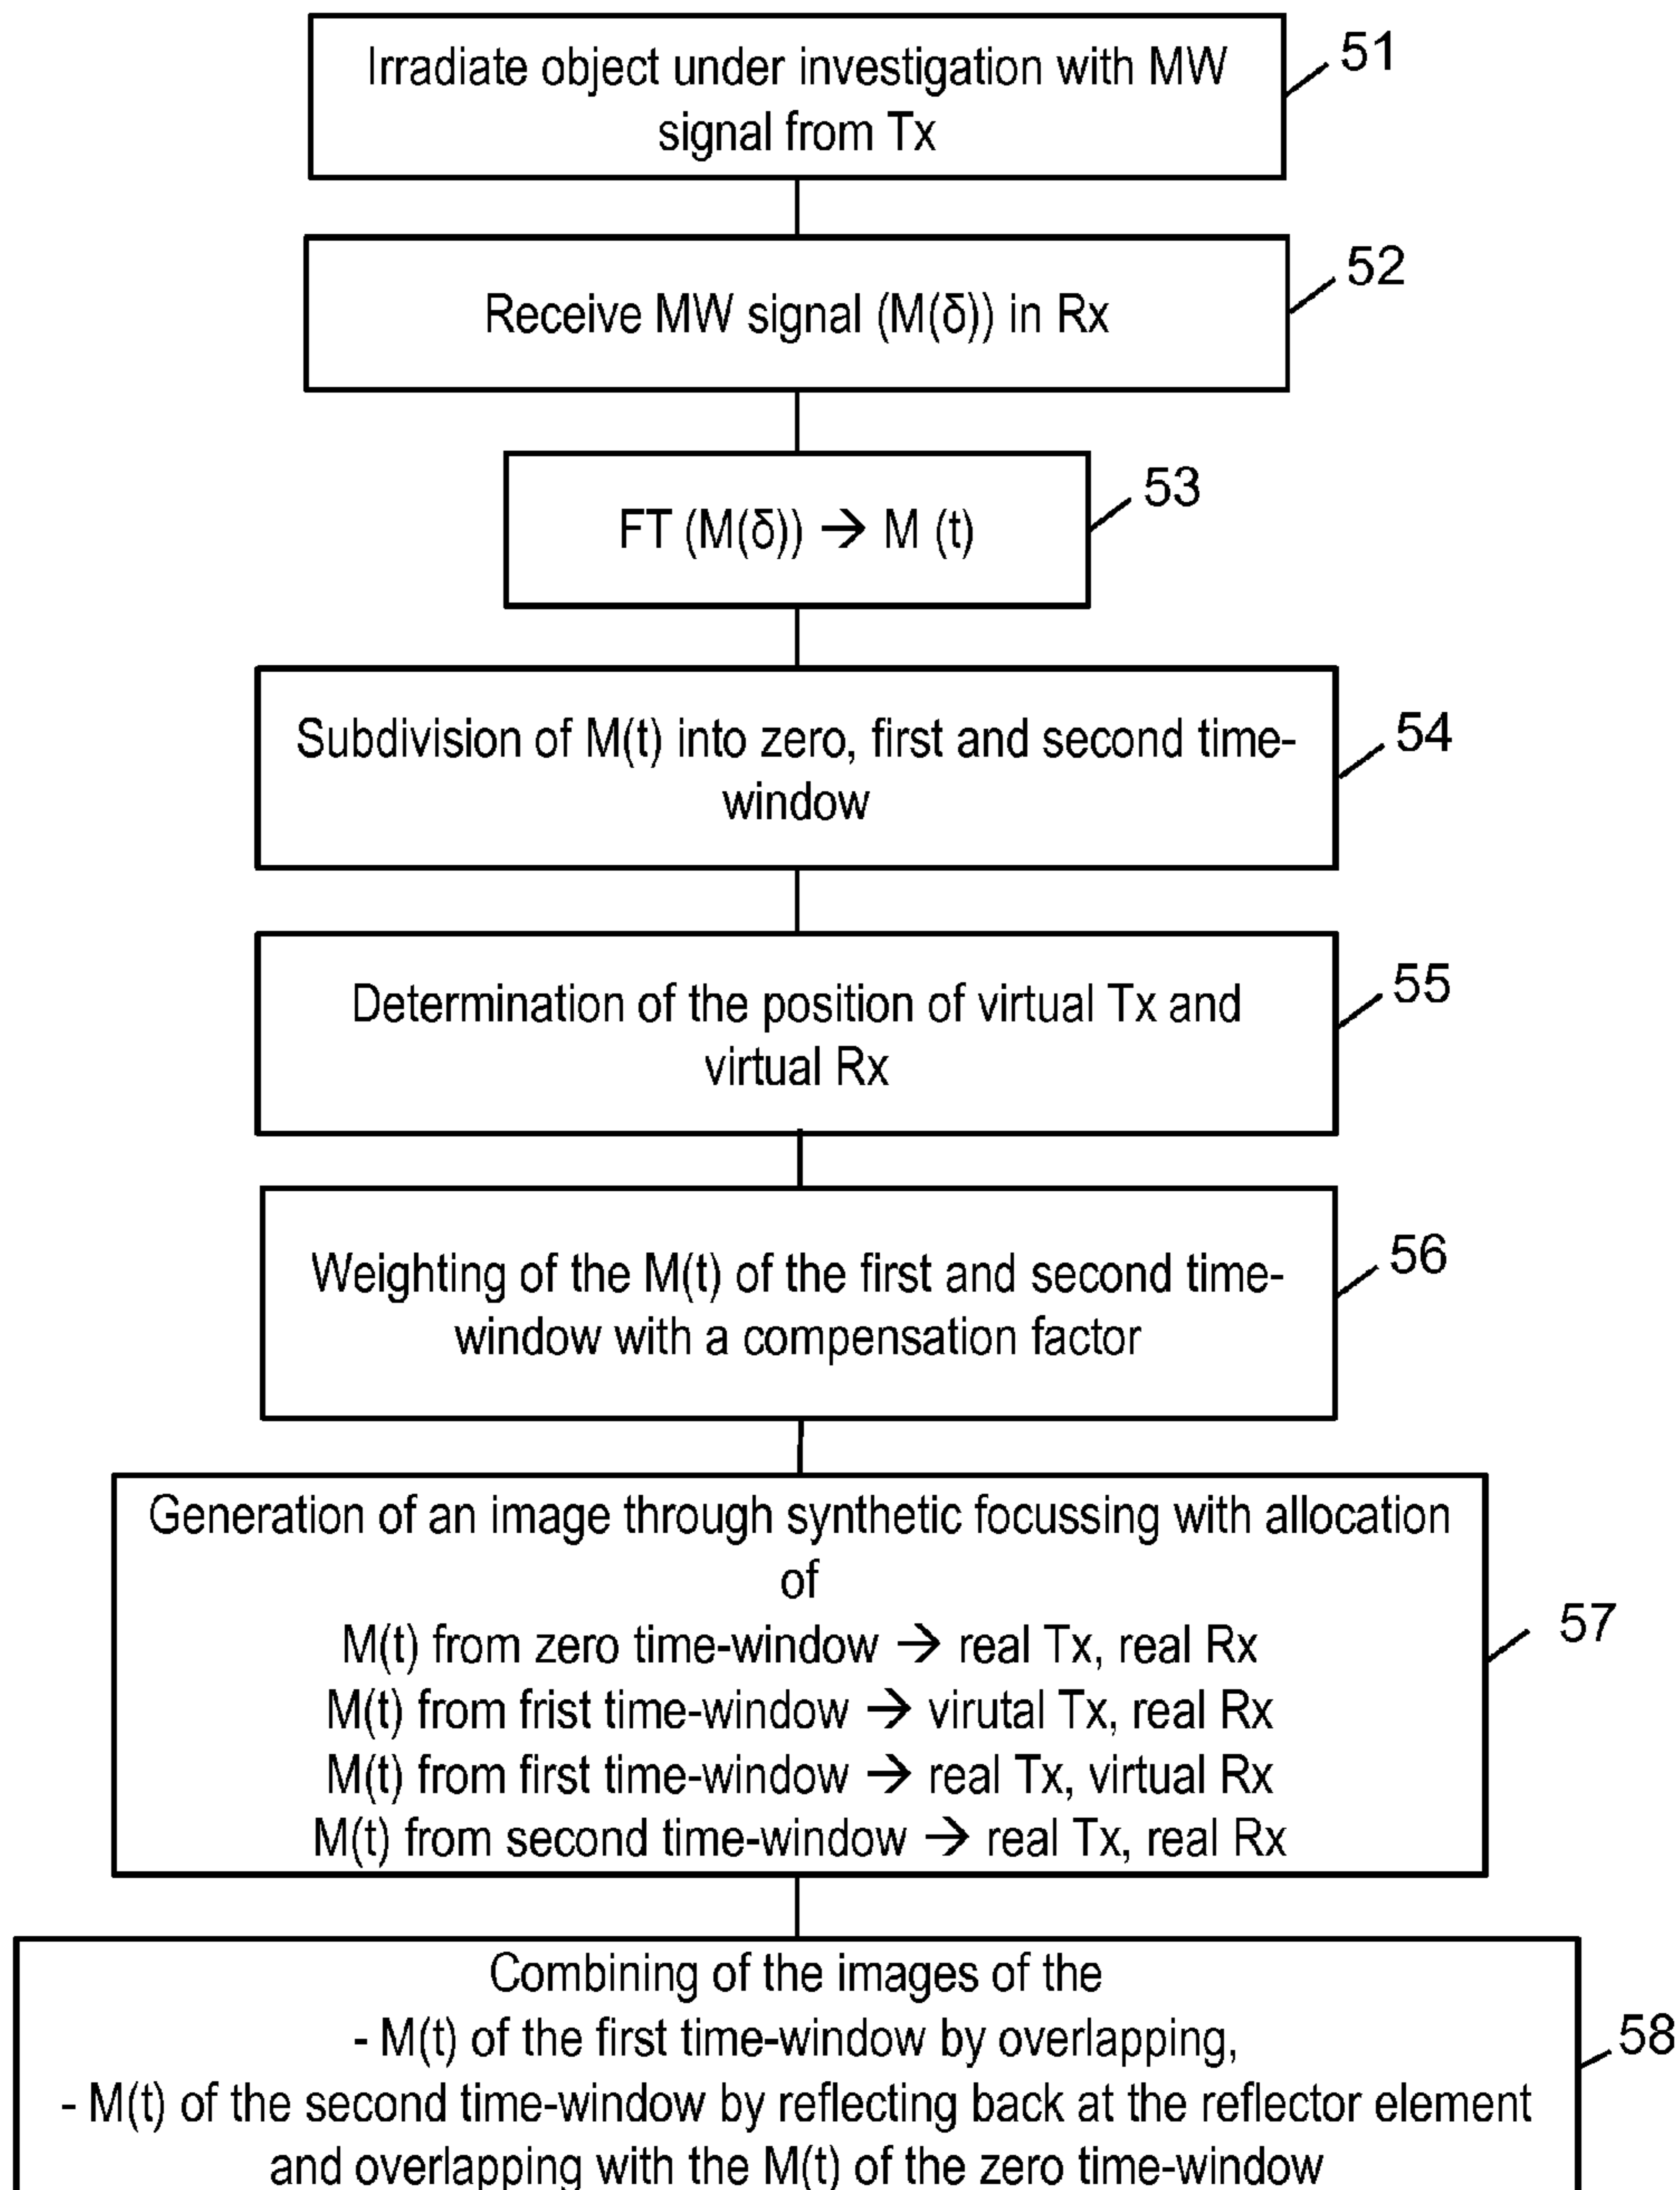 Irradiate object under investigation with MW
signal from Tx
51
Receive MW signal (M(δ)) in Rx
52
FT (M(δ)) → M (t)
53
Subdivision of M(t) into zero, first and second time-
window
54
Determination of the position of virtual Tx and
virtual Rx
55
Weighting of the M(t) of the first and second time-
window with a compensation factor
56
Generation of an image through synthetic focussing with allocation
of
M(t) from zero time-window → real Tx, real Rx
M(t) from frist time-window → virutal Tx, real Rx
M(t) from first time-window → real Tx, virtual Rx
M(t) from second time-window → real Tx, real Rx
57
Combining of the images of the
- M(t) of the first time-window by overlapping,
- M(t) of the second time-window by reflecting back at the reflector element
and overlapping with the M(t) of the zero time-window
58